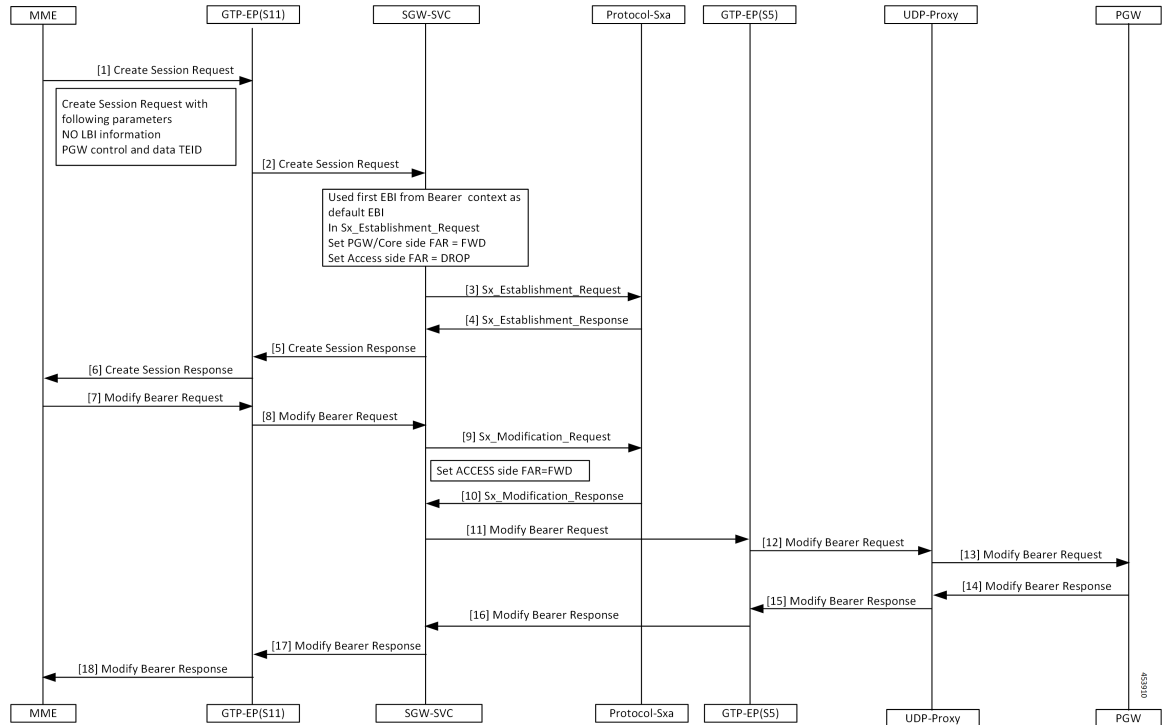 MME
GTP-EP(S11)
SGW-SVC
Protocol-Sxa
GTP-EP(S5)
UDP-Proxy
PGW
[1] Create Session Request
Create Session Request with
following parameters
NO LBI information
PGW control and data TEID
[2] Create Session Request
Used first EBI from Bearer context as
default EBI
In Sx_Establishment_Request
Set PGW/Core side FAR = FWD
Set Access side FAR = DROP
[3] Sx_Establishment_Request
[4] Sx_Establishment_Response
[5] Create Session Response
[6] Create Session Response
[7] Modify Bearer Request
[8] Modify Bearer Request
[9] Sx_Modification_Request
Set ACCESS side FAR=FWD
[10] Sx_Modification_Response
[11] Modify Bearer Request
[12] Modify Bearer Request
[13] Modify Bearer Request
[14] Modify Bearer Response
[15] Modify Bearer Response
[16] Modify Bearer Response
[17] Modify Bearer Response
[18] Modify Bearer Response
453910
MME
GTP-EP(S11)
SGW-SVC
Protocol-Sxa
GTP-EP(S5)
UDP-Proxy
PGW